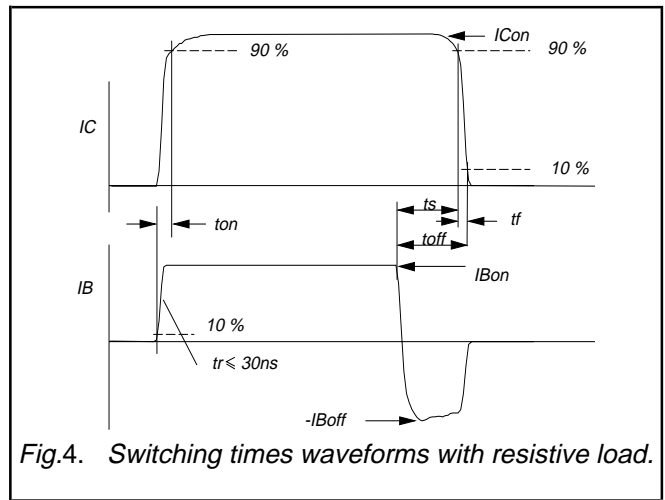 ICon
90 %
90 %
IC
10 %
ts
ton
tf
toff
IBon
IB
10 %
tr ⩽ 30ns
-IBoff
Fig.4. Switching times waveforms with resistive load.